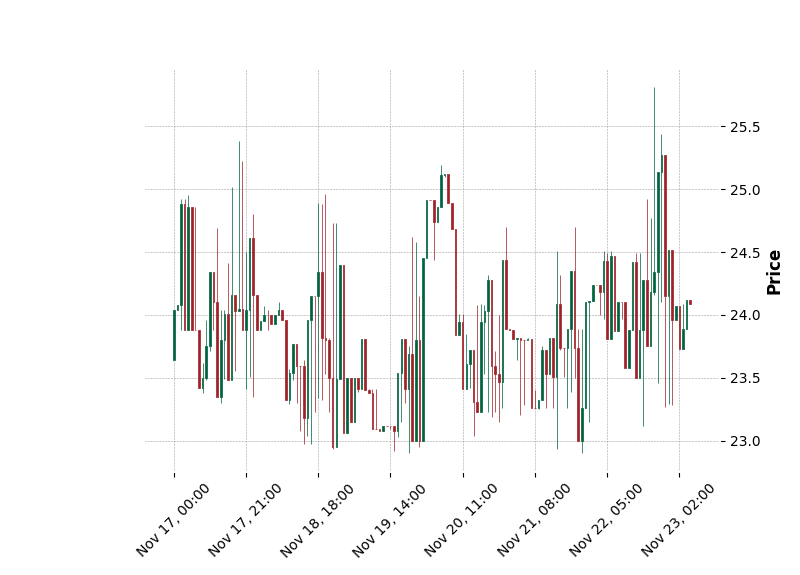 25.5
25.0
24.5
24.0
23.5
23.0
Price
Nov 17, 00:00
Nov 17, 21:00
Nov 18, 18:00
Nov 19, 14:00
Nov 20, 11:00
Nov 21, 08:00
Nov 22, 05:00
Nov 23, 02:00